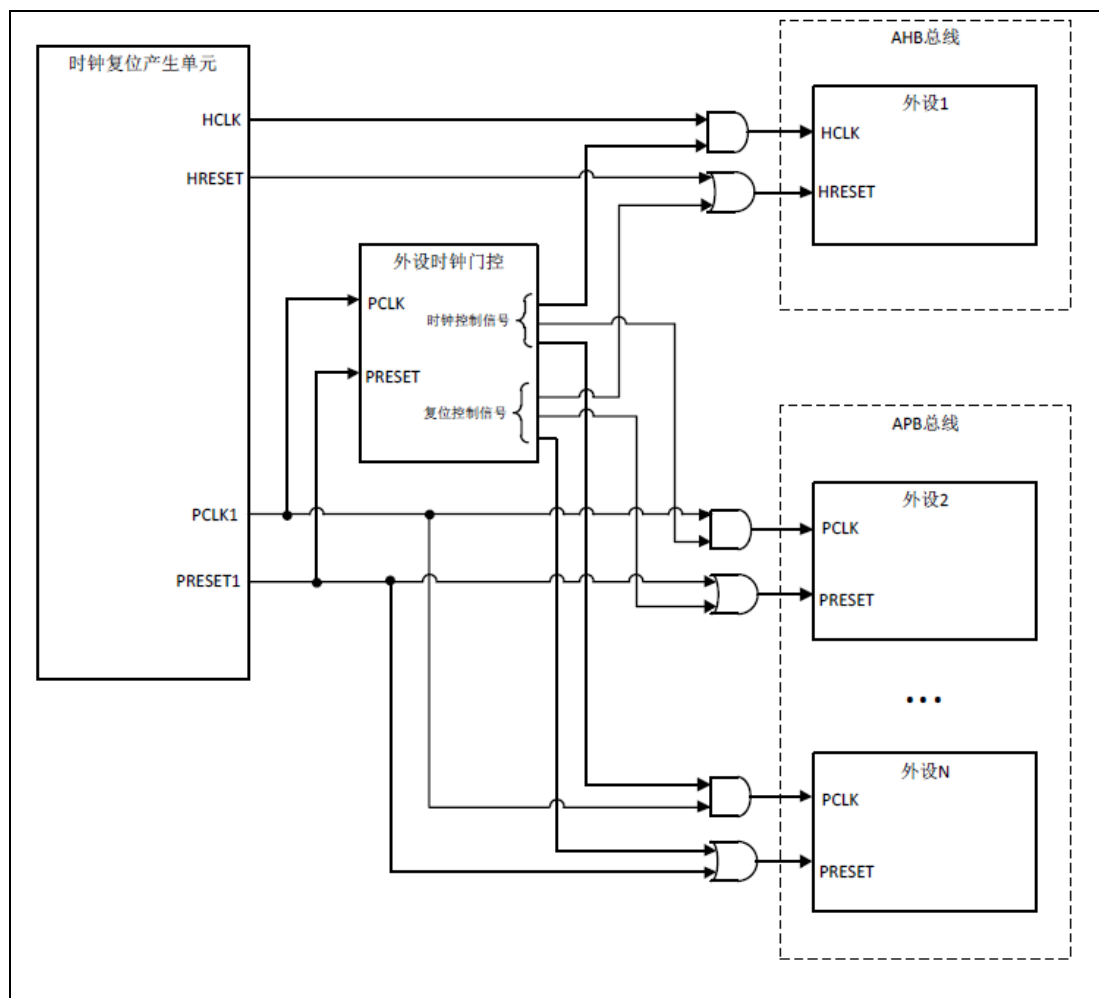 时钟复位产生单元
HCLK
HRESET
PCLK1
PRESET1
外设时钟门控
PCLK
时钟控制信号
PRESET
复位控制信号
AHB总线
外设1
HCLK
HRESET
APB总线
外设2
PCLK
PRESET
•••
外设N
PCLK
PRESET